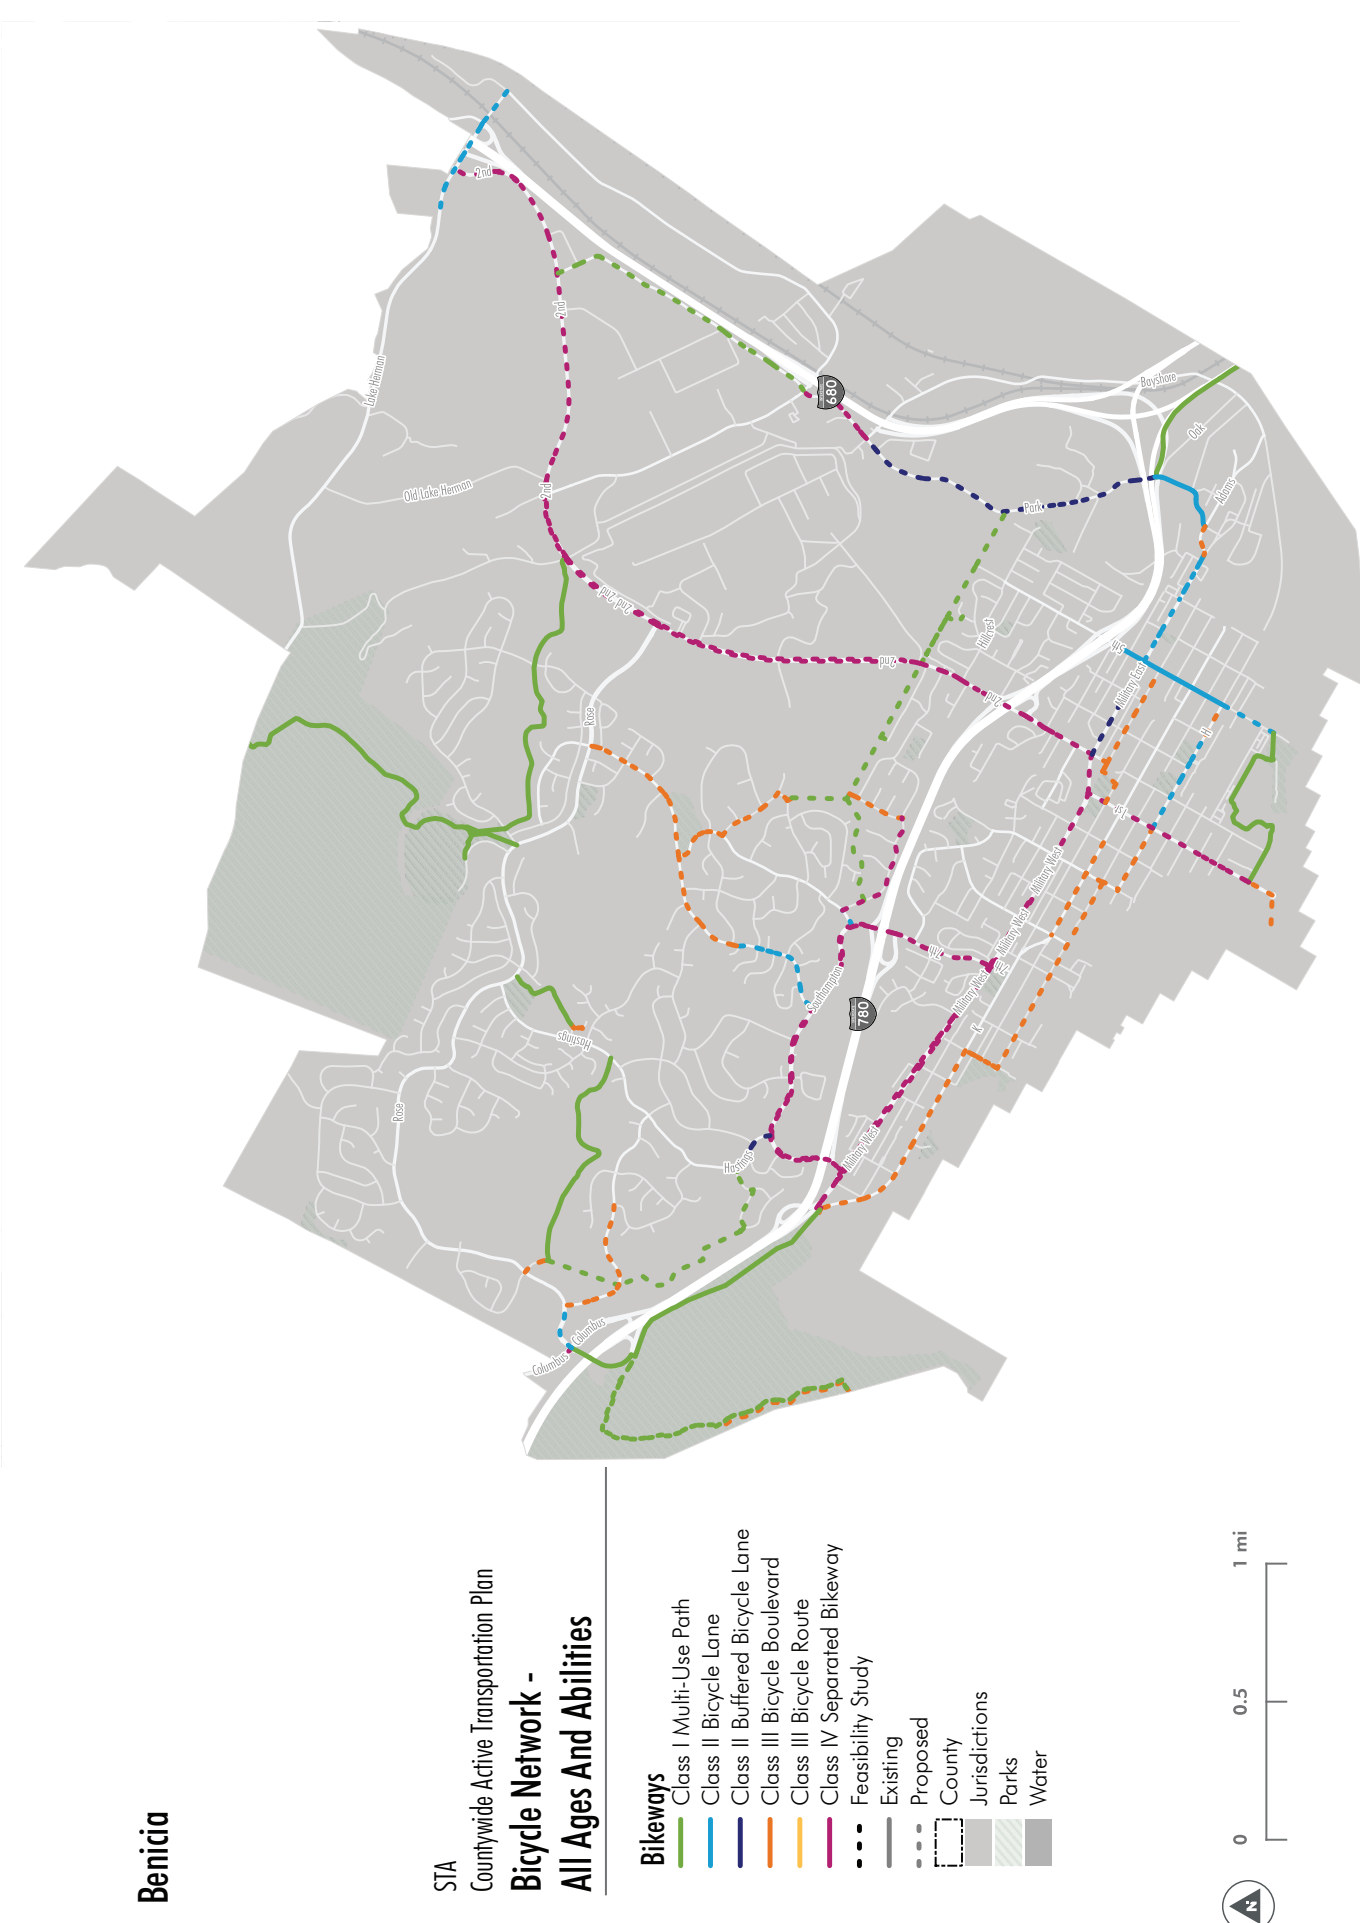 Benicia
STA
Countywide Active Transportation Plan
Bicycle Network -
All Ages And Abilities
Bikeways
Class I Multi-Use Path
Class II Bicycle Lane
Class II Buffered Bicycle Lane
Class III Bicycle Boulevard
Class III Bicycle Route
Class IV Separated Bikeway
Feasibility Study
Existing
Proposed
County
Jurisdictions
Parks
Water
0
0.5
1 mi
N
Columbus
Columbus
Rose
Hastings
Hastings
Military West
780
Southampton
Military West
K
7th
7th
Military West
Military West
1st
H
Rose
2nd
2nd
Military East
5th
Hillcrest
2nd
2nd
Old Lake Herman
2nd
Park
Adams
Oak
Bayshore
680
Lake Herman
2nd
2nd